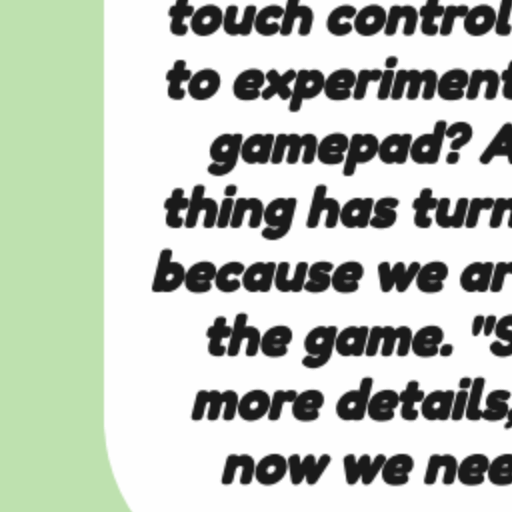 touch control
to experiment
gamepad? A
thing has turn
because we ar
the game. "S
more details,
now we nee